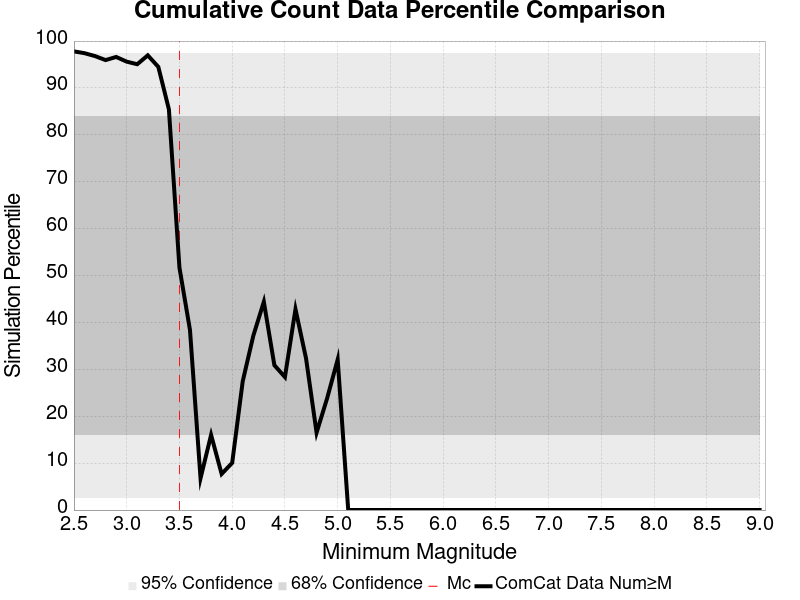 Cumulative Count Data Percentile Comparison
100
90
80
70
60
50
40
30
20
10
0
Simulation Percentile
2.5 3.0 3.5 4.0 4.5 5.0 5.5 6.0 6.5 7.0 7.5 8.0 8.5 9.0
Minimum Magnitude
95% Confidence 68% Confidence Mc ComCat Data Num≥M